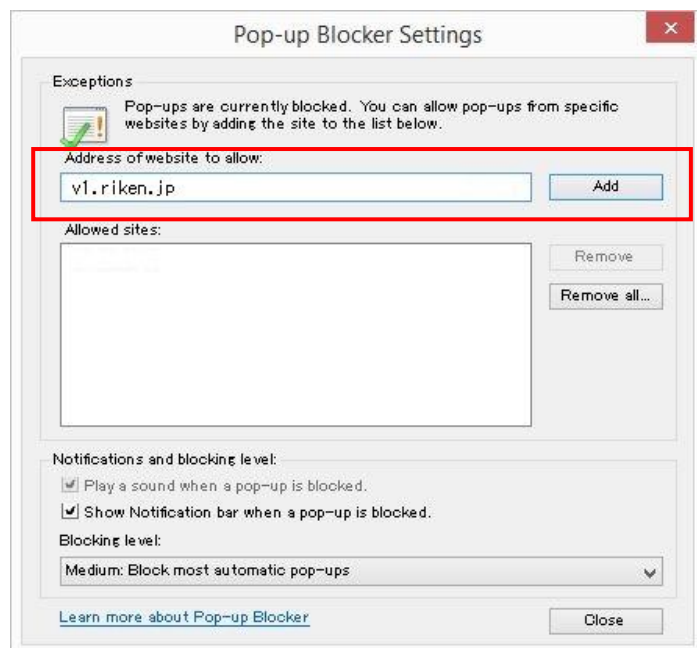 Pop-up Blocker Settings
Exceptions
Pop-ups are currently blocked. You can allow pop-ups from specific
websites by adding the site to the list below.
Address of website to allow:
v1.riken.jp
Add
Allowed sites:
Remove
Remove all...
Notifications and blocking level:
Play a sound when a pop-up is blocked.
Show Notification bar when a pop-up is blocked.
Blocking level:
Medium: Block most automatic pop-ups
Learn more about Pop-up Blocker
Close